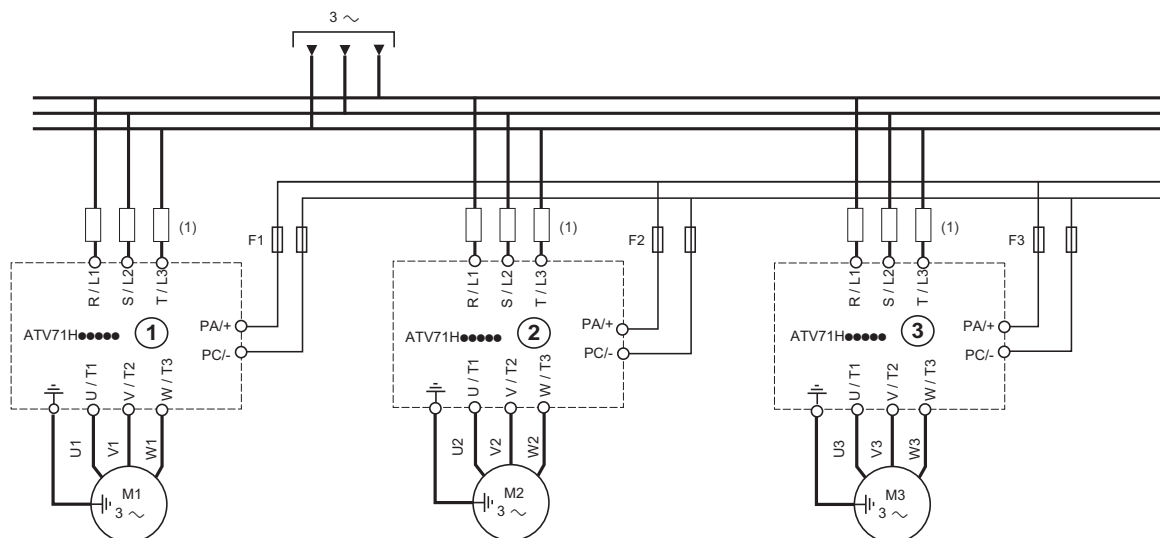 3 ∼
(1)
F1
R / L1
S / L2
T / L3
ATV71H●●●●●
1
PA/+
PC/-
U / T1
V / T2
W / T3
U1
V1
W1
M1
3 ∼
(1)
F2
R / L1
S / L2
T / L3
ATV71H●●●●●
2
PA/+
PC/-
U / T1
V / T2
W / T3
U2
V2
W2
M2
3 ∼
(1)
F3
R / L1
S / L2
T / L3
ATV71H●●●●●
3
PA/+
PC/-
U / T1
V / T2
W / T3
U3
V3
W3
M3
3 ∼